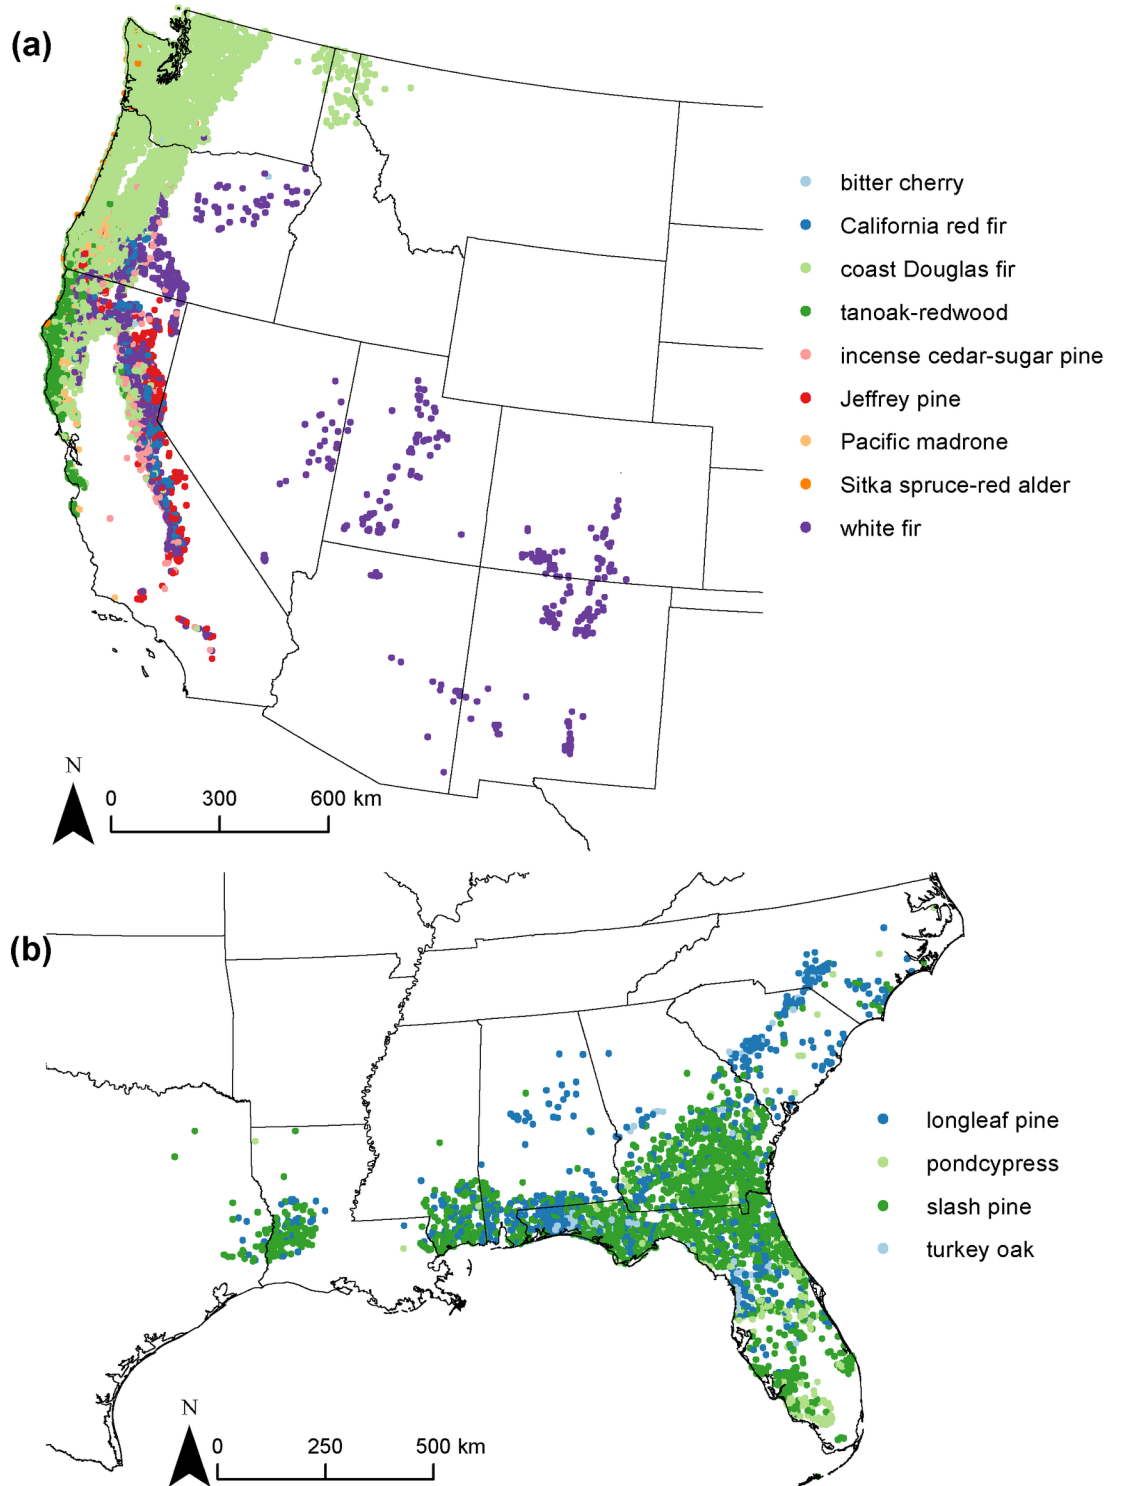 (a)
bitter cherry
California red fir
coast Douglas fir
tanoak-redwood
incense cedar-sugar pine
Jeffrey pine
Pacific madrone
Sitka spruce-red alder
white fir
N
0 300 600 km
(b)
longleaf pine
pondcypress
slash pine
turkey oak
N
0 250 500 km